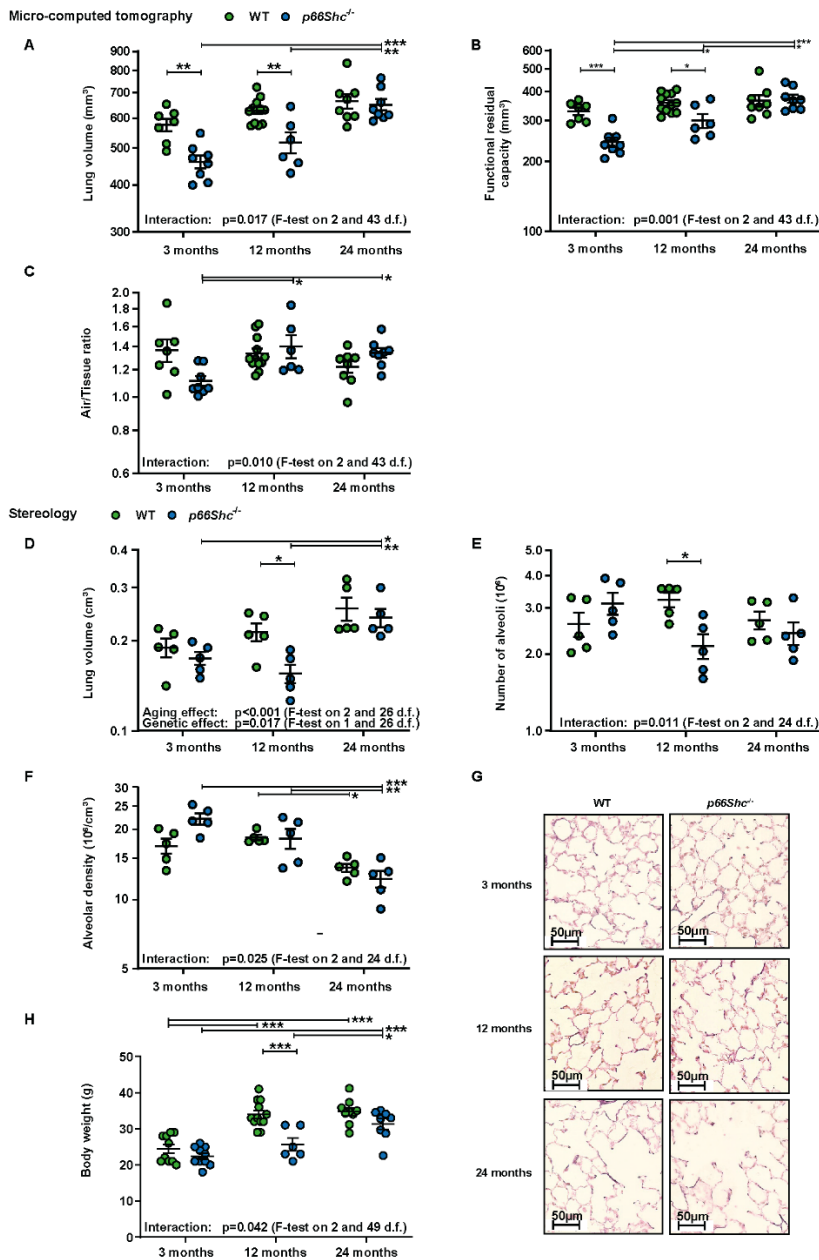 Micro-computed tomography WT p66Shc-/-
A
Lung volume (mm³)
900
800
700
600
500
400
300
** ** *** **
Interaction: p=0.017 (F-test on 2 and 43 d.f.)
3 months 12 months 24 months
B
Functional residual
capacity (mm³)
600
500
400
300
200
100
*** * * *** *
Interaction: p=0.001 (F-test on 2 and 43 d.f.)
3 months 12 months 24 months
C
Air/Tissue ratio
2.0
1.8
1.6
1.4
1.2
1.0
0.8
0.6
* *
Interaction: p=0.010 (F-test on 2 and 43 d.f.)
3 months 12 months 24 months
Stereology WT p66Shc-/-
D
Lung volume (cm³)
0.4
0.3
0.2
0.1
* * **
Aging effect: p<0.001 (F-test on 2 and 26 d.f.)
Genetic effect: p=0.017 (F-test on 1 and 26 d.f.)
3 months 12 months 24 months
E
Number of alveoli (10⁶)
5.0
4.0
3.0
2.0
1.0
*
Interaction: p=0.011 (F-test on 2 and 24 d.f.)
3 months 12 months 24 months
F
Alveolar density (10⁶/cm³)
30
25
20
15
10
5
* *** **
Interaction: p=0.025 (F-test on 2 and 24 d.f.)
3 months 12 months 24 months
G
WT p66Shc-/-
3 months
50µm 50µm
12 months
50µm 50µm
24 months
50µm 50µm
H
Body weight (g)
50
40
30
20
10
0
*** *** *** *** *
Interaction: p=0.042 (F-test on 2 and 49 d.f.)
3 months 12 months 24 months